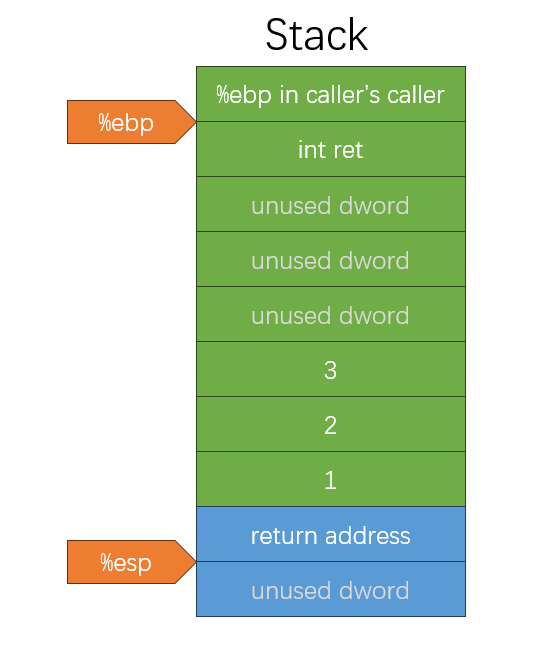 Stack
%ebp in caller's caller
%ebp
int ret
unused dword
unused dword
unused dword
3
2
1
return address
%esp
unused dword